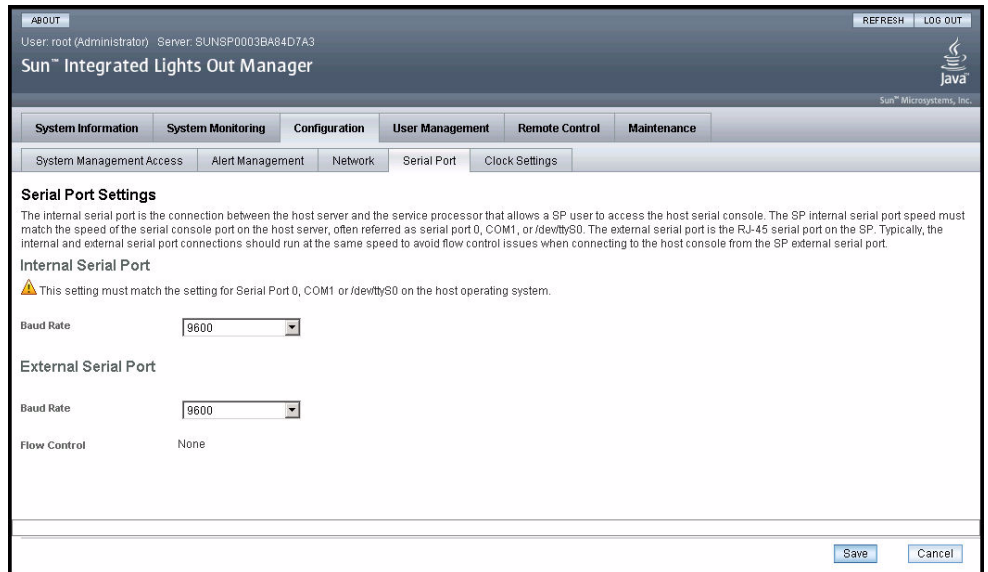 ABOUT
REFRESH LOG OUT
User: root (Administrator) Server: SUNSP0003BA84D7A3
Sun™ Integrated Lights Out Manager
Java™
Sun™ Microsystems, Inc.
System Information System Monitoring Configuration User Management Remote Control Maintenance
System Management Access Alert Management Network Serial Port Clock Settings
Serial Port Settings
The internal serial port is the connection between the host server and the service processor that allows a SP user to access the host serial console. The SP internal serial port speed must
match the speed of the serial console port on the host server, often referred as serial port 0, COM1, or /dev/ttyS0. The external serial port is the RJ-45 serial port on the SP. Typically, the
internal and external serial port connections should run at the same speed to avoid flow control issues when connecting to the host console from the SP external serial port.
Internal Serial Port
This setting must match the setting for Serial Port 0, COM1 or /dev/ttyS0 on the host operating system.
Baud Rate 9600
External Serial Port
Baud Rate 9600
Flow Control None
Save Cancel